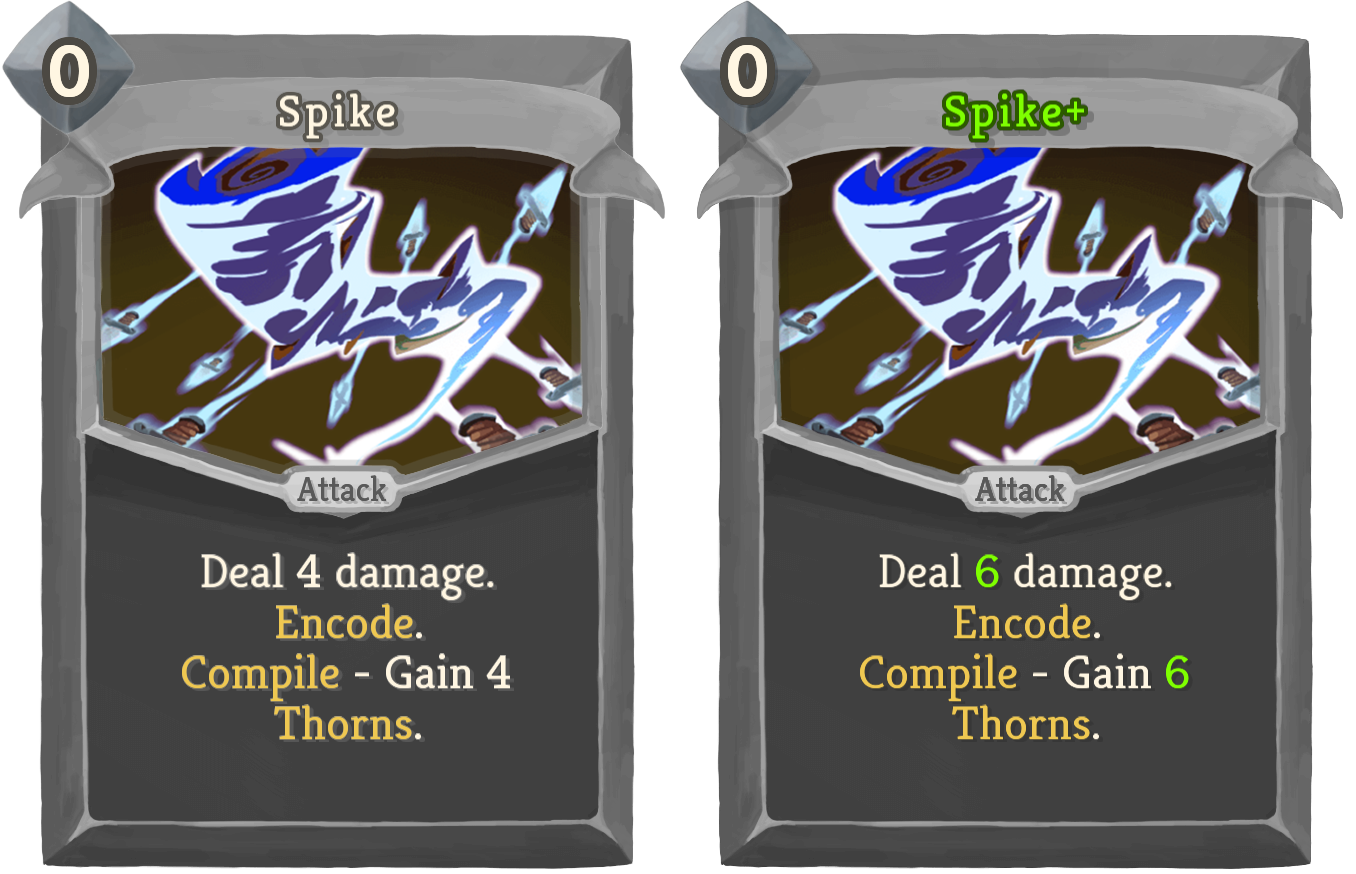 0
Spike
Attack
Deal 4 damage.
Encode.
Compile - Gain 4
Thorns.
0
Spike+
Attack
Deal 6 damage.
Encode.
Compile - Gain 6
Thorns.